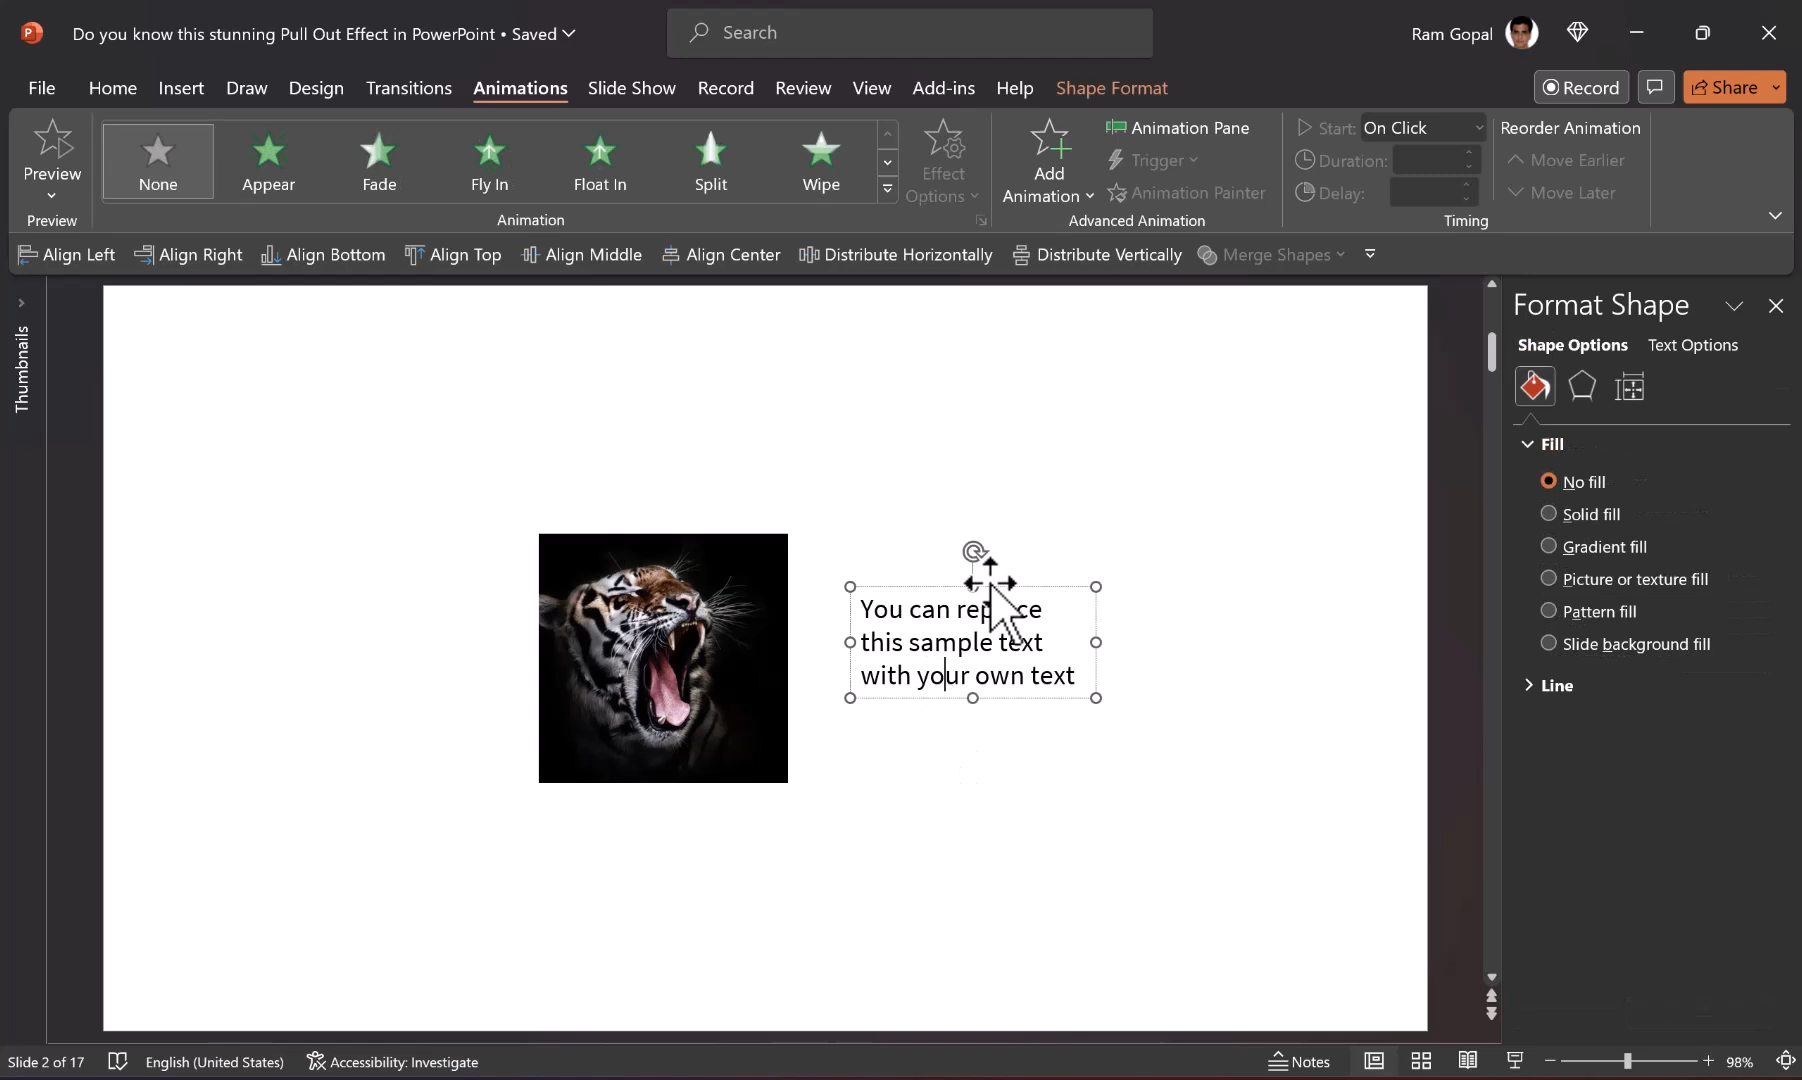 Do you know this stunning Pull Out Effect in PowerPoint • Saved
Search
Ram Gopal
File Home Insert Draw Design Transitions Animations Slide Show Record Review View Add-ins Help Shape Format
Record
Share
Preview
Preview
None
Appear
Fade
Fly In
Float In
Split
Wipe
Animation
Effect
Options
Add
Animation
Animation Pane
Trigger
Animation Painter
Advanced Animation
Start: On Click
Duration:
Delay:
Timing
Reorder Animation
Move Earlier
Move Later
Align Left Align Right Align Bottom Align Top Align Middle Align Center Distribute Horizontally Distribute Vertically Merge Shapes
Thumbnails
You can replace
this sample text
with your own text
Format Shape
Shape Options Text Options
Fill
No fill
Solid fill
Gradient fill
Picture or texture fill
Pattern fill
Slide background fill
Line
Slide 2 of 17 English (United States) Accessibility: Investigate Notes 98%